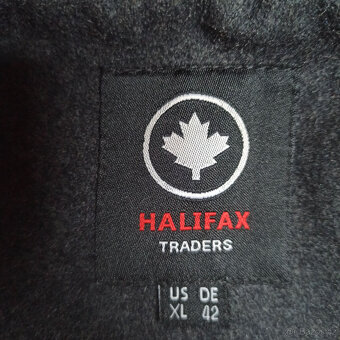 HALIFAX
TRADERS
US DE
XL 42